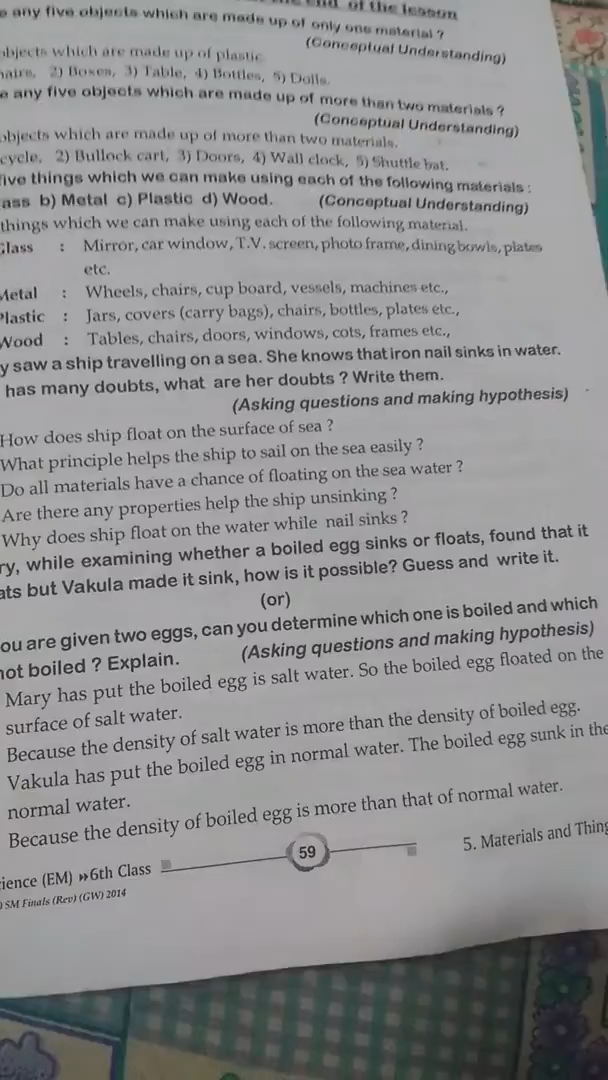 of the lesson
any five objects which are made up of only one material ?
(Conceptual Understanding)
objects which are made up of plastic
2) Boxes, 3) Table, 4) Bottles, 5) Dolls.
any five objects which are made up of more than two materials ?
(Conceptual Understanding)
objects which are made up of more than two materials.
cycle, 2) Bullock cart, 3) Doors, 4) Wall clock, 5) Shuttle bat.
five things which we can make using each of the following materials :
ass b) Metal c) Plastic d) Wood. (Conceptual Understanding)
things which we can make using each of the following material.
Glass : Mirror, car window, T.V. screen, photo frame, dining bowls, plates
etc.
Metal : Wheels, chairs, cup board, vessels, machines etc.,
Plastic : Jars, covers (carry bags), chairs, bottles, plates etc.,
Wood : Tables, chairs, doors, windows, cots, frames etc.,
y saw a ship travelling on a sea. She knows that iron nail sinks in water.
has many doubts, what are her doubts ? Write them.
(Asking questions and making hypothesis)
How does ship float on the surface of sea ?
What principle helps the ship to sail on the sea easily ?
Do all materials have a chance of floating on the sea water ?
Are there any properties help the ship unsinking ?
Why does ship float on the water while nail sinks ?
ry, while examining whether a boiled egg sinks or floats, found that it
ats but Vakula made it sink, how is it possible? Guess and write it.
(or)
ou are given two eggs, can you determine which one is boiled and which
not boiled ? Explain. (Asking questions and making hypothesis)
Mary has put the boiled egg is salt water. So the boiled egg floated on the
surface of salt water.
Because the density of salt water is more than the density of boiled egg.
Vakula has put the boiled egg in normal water. The boiled egg sunk in the
normal water.
Because the density of boiled egg is more than that of normal water.
ience (EM) »6th Class 59 5. Materials and Thing
SM Finals (Rev) (GW) 2014